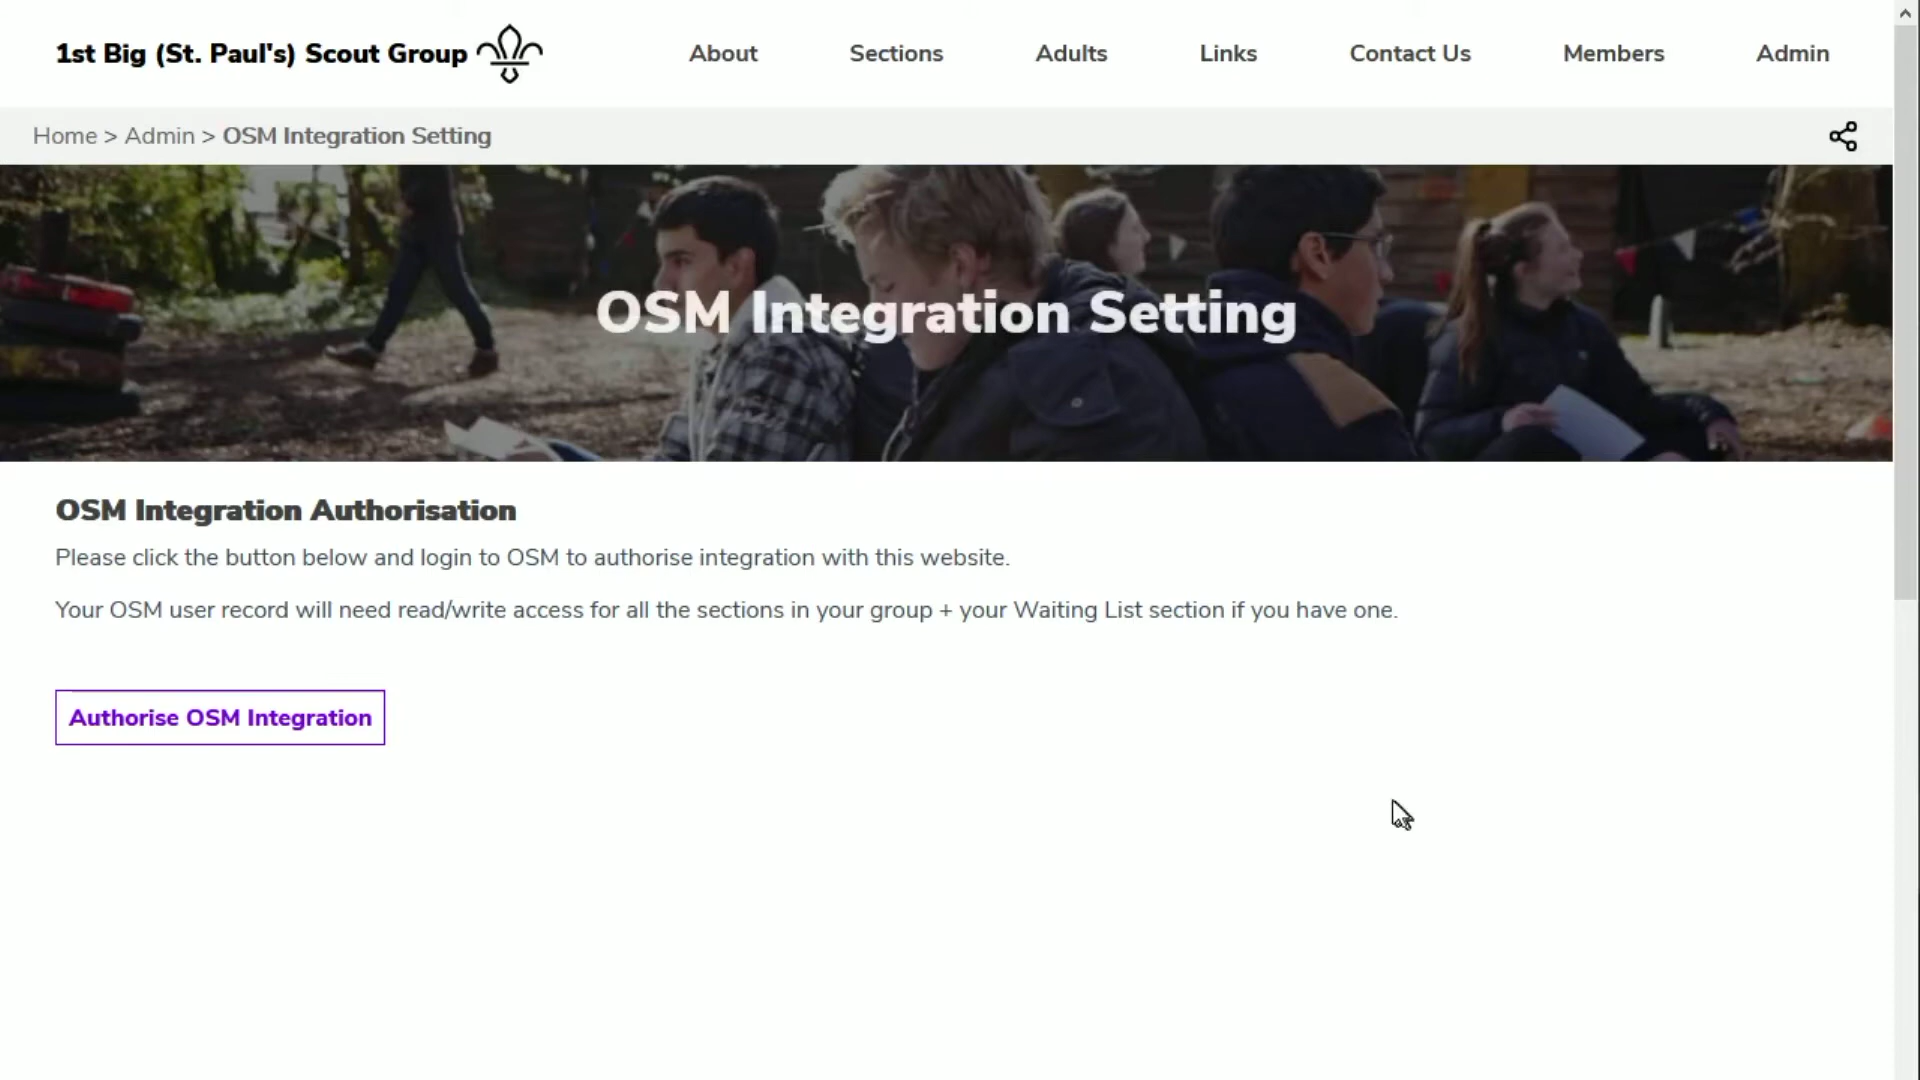 1st Big (St. Paul's) Scout Group
About
Sections
Adults
Links
Contact Us
Members
Admin
Home > Admin > OSM Integration Setting
OSM Integration Setting
OSM Integration Authorisation
Please click the button below and login to OSM to authorise integration with this website.
Your OSM user record will need read/write access for all the sections in your group + your Waiting List section if you have one.
Authorise OSM Integration